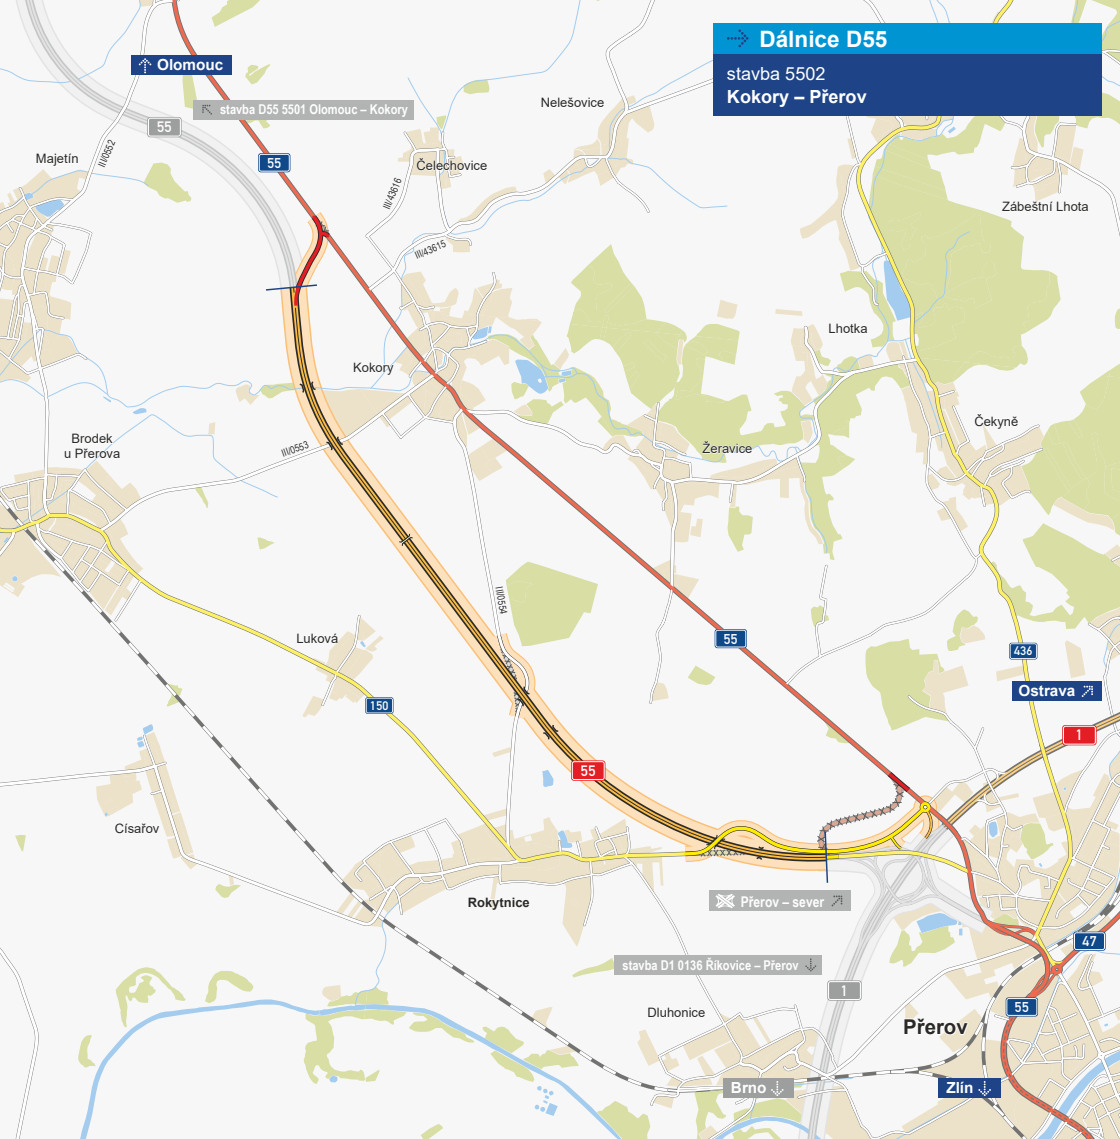 Dálnice D55
stavba 5502
Kokory – Přerov
Olomouc
stavba D55 5501 Olomouc – Kokory
55
Nelešovice
III/0552
Majetín
55
Čelechovice
III/43616
Zábeštní Lhota
III/43615
Lhotka
Kokory
Čekyně
Brodek
u Přerova
III/0553
Žeravice
III/0554
Luková
55
436
Ostrava
150
1
55
Císařov
Rokytnice
Přerov – sever
47
stavba D1 0136 Říkovice – Přerov
1
55
Dluhonice
Přerov
Brno
Zlín